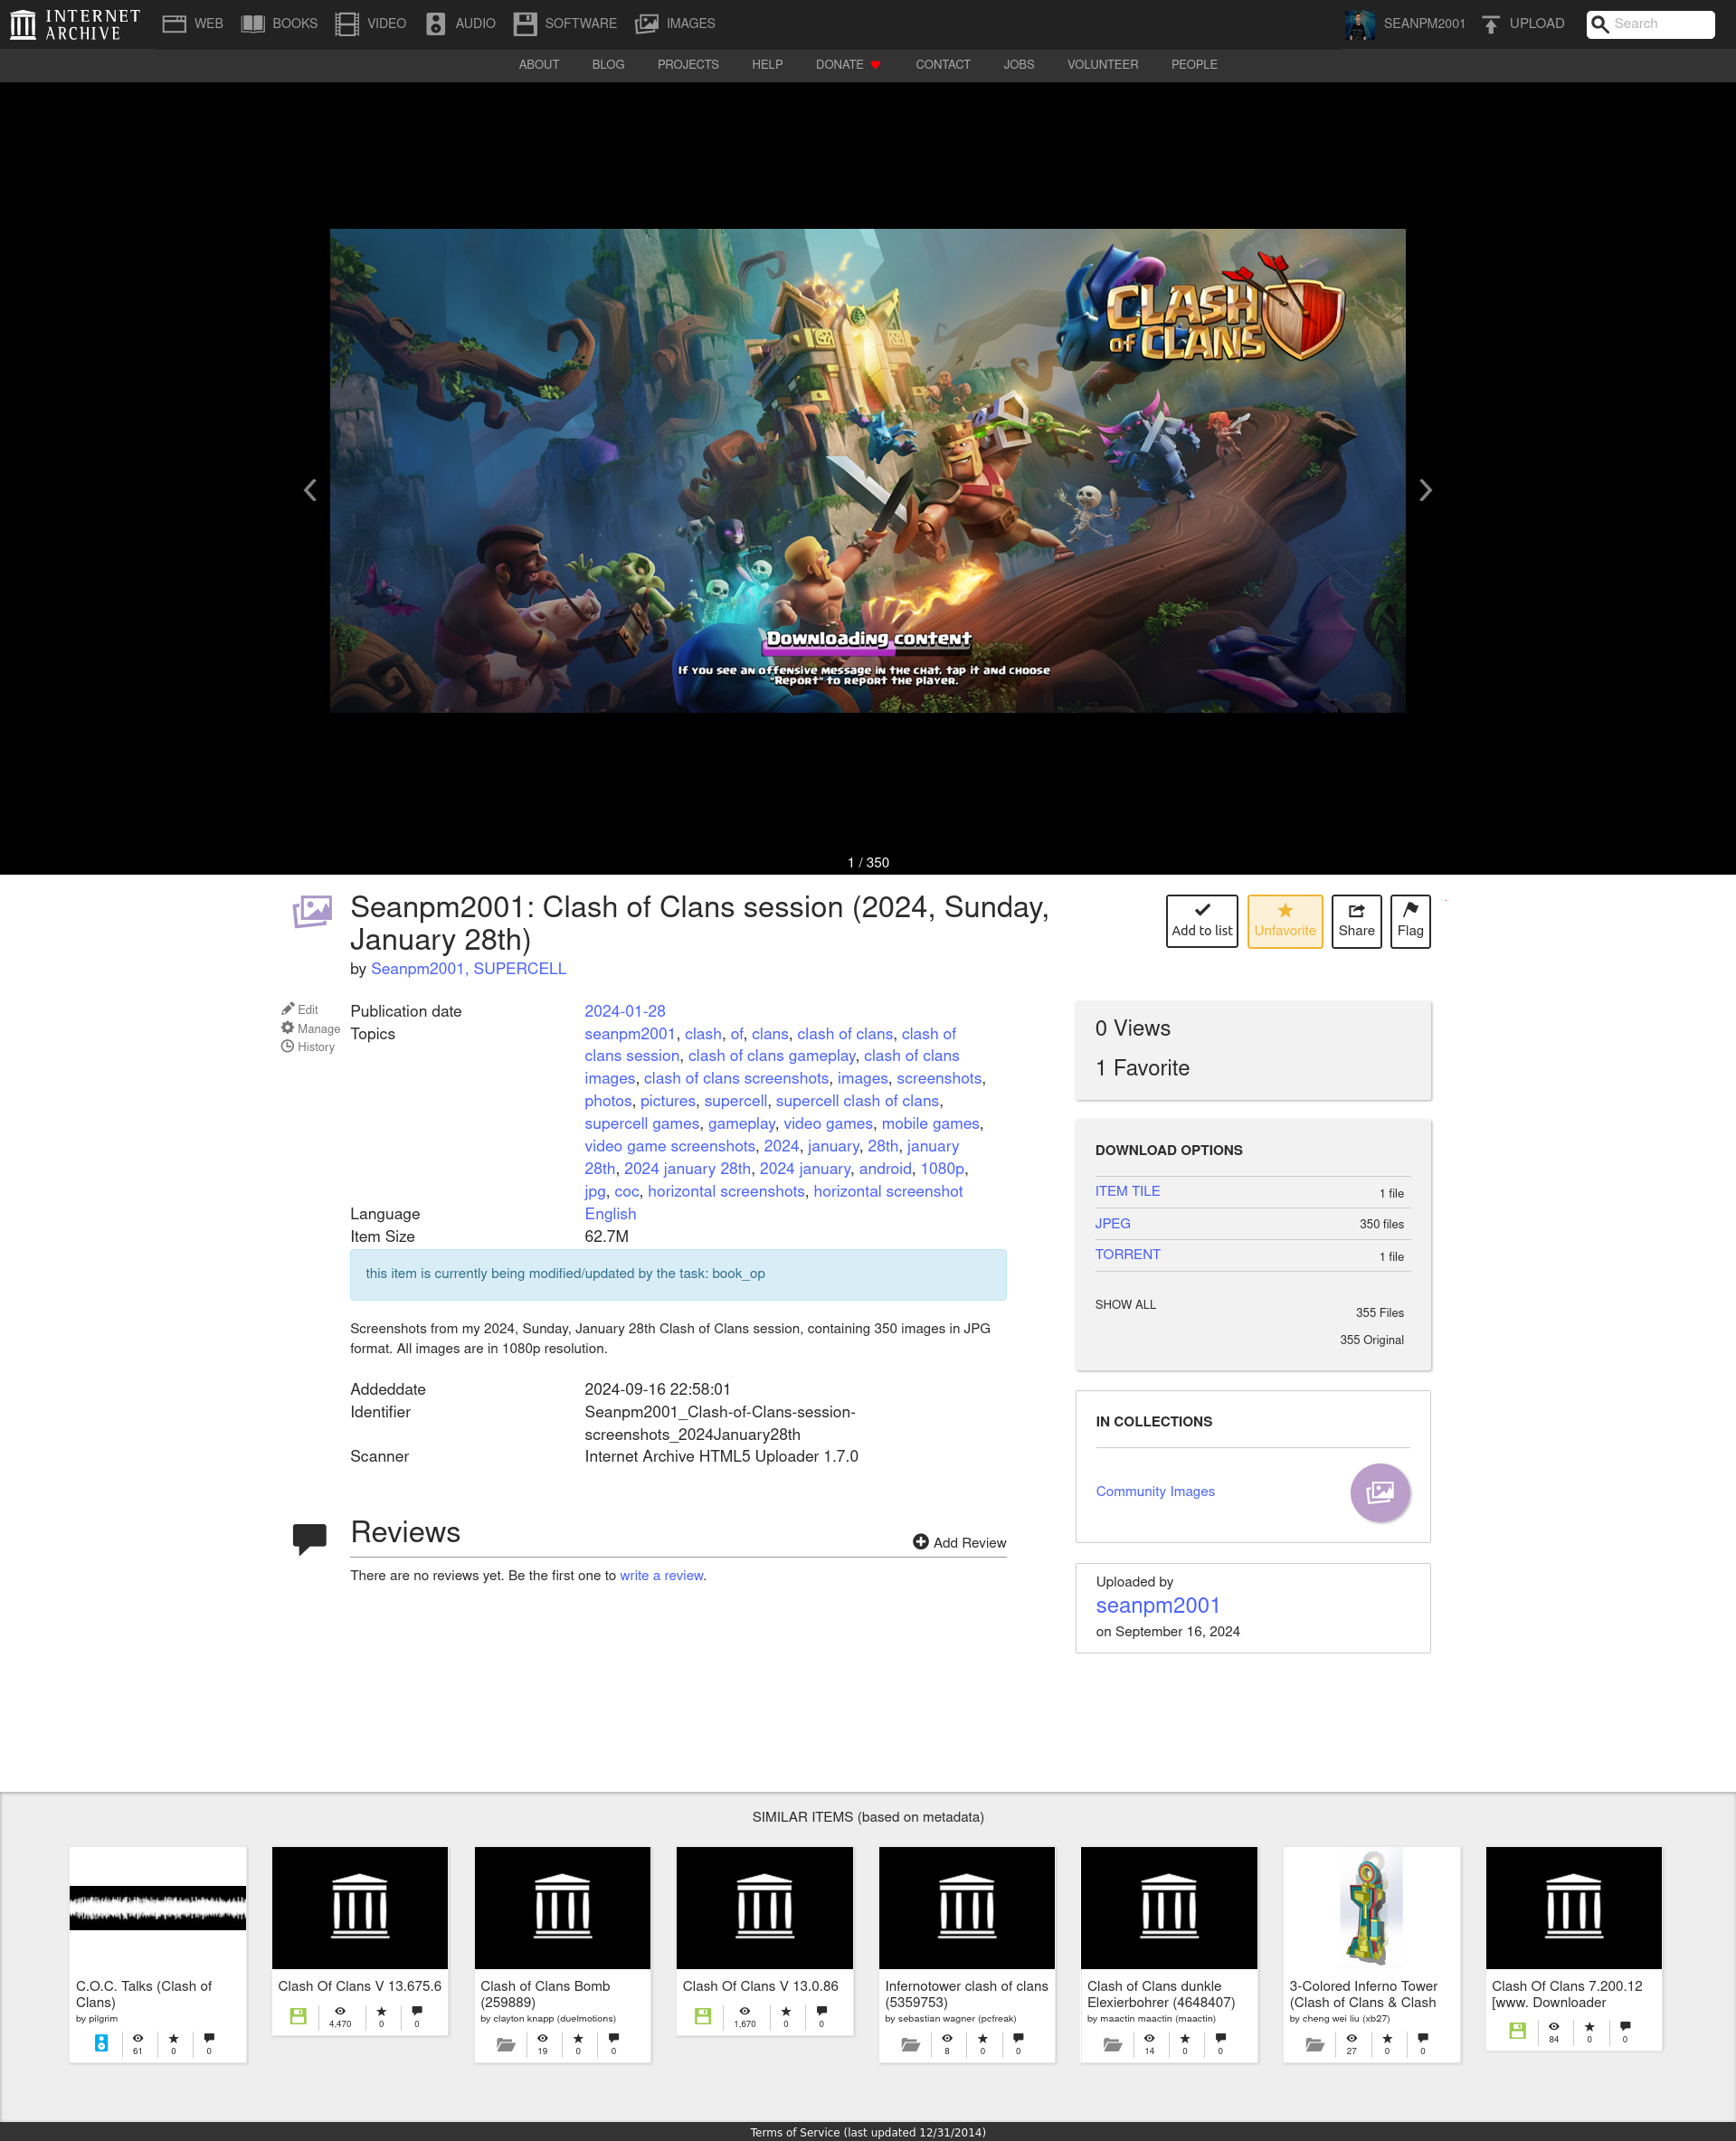 INTERNET
ARCHIVE
WEB
BOOKS
VIDEO
AUDIO
SOFTWARE
IMAGES
SEANPM2001
UPLOAD
Search
ABOUT
BLOG
PROJECTS
HELP
DONATE
CONTACT
JOBS
VOLUNTEER
PEOPLE
CLASH
OF CLANS
Downloading content
If you see an offensive message in the chat, tap it and choose
"Report" to report the player.
1 / 350
Seanpm2001: Clash of Clans session (2024, Sunday,
January 28th)
by Seanpm2001, SUPERCELL
Add to list
Unfavorite
Share
Flag
Edit
Manage
History
Publication date 2024-01-28
Topics seanpm2001, clash, of, clans, clash of clans, clash of
clans session, clash of clans gameplay, clash of clans
images, clash of clans screenshots, images, screenshots,
photos, pictures, supercell, supercell clash of clans,
supercell games, gameplay, video games, mobile games,
video game screenshots, 2024, january, 28th, january
28th, 2024 january 28th, 2024 january, android, 1080p,
jpg, coc, horizontal screenshots, horizontal screenshot
Language English
Item Size 62.7M
this item is currently being modified/updated by the task: book_op
Screenshots from my 2024, Sunday, January 28th Clash of Clans session, containing 350 images in JPG
format. All images are in 1080p resolution.
Addeddate 2024-09-16 22:58:01
Identifier Seanpm2001_Clash-of-Clans-session-
screenshots_2024January28th
Scanner Internet Archive HTML5 Uploader 1.7.0
Reviews
Add Review
There are no reviews yet. Be the first one to write a review.
0 Views
1 Favorite
DOWNLOAD OPTIONS
ITEM TILE 1 file
JPEG 350 files
TORRENT 1 file
SHOW ALL 355 Files
355 Original
IN COLLECTIONS
Community Images
Uploaded by
seanpm2001
on September 16, 2024
SIMILAR ITEMS (based on metadata)
C.O.C. Talks (Clash of
Clans)
by pilgrim
61 0 0
Clash Of Clans V 13.675.6
4,470 0 0
Clash of Clans Bomb
(259889)
by clayton knapp (duelmotions)
19 0 0
Clash Of Clans V 13.0.86
1,670 0 0
Infernotower clash of clans
(5359753)
by sebastian wagner (pcfreak)
8 0 0
Clash of Clans dunkle
Elexierbohrer (4648407)
by maactin maactin (maactin)
14 0 0
3-Colored Inferno Tower
(Clash of Clans & Clash
by cheng wei liu (xb27)
27 0 0
Clash Of Clans 7.200.12
[www. Downloader
84 0 0
Terms of Service (last updated 12/31/2014)